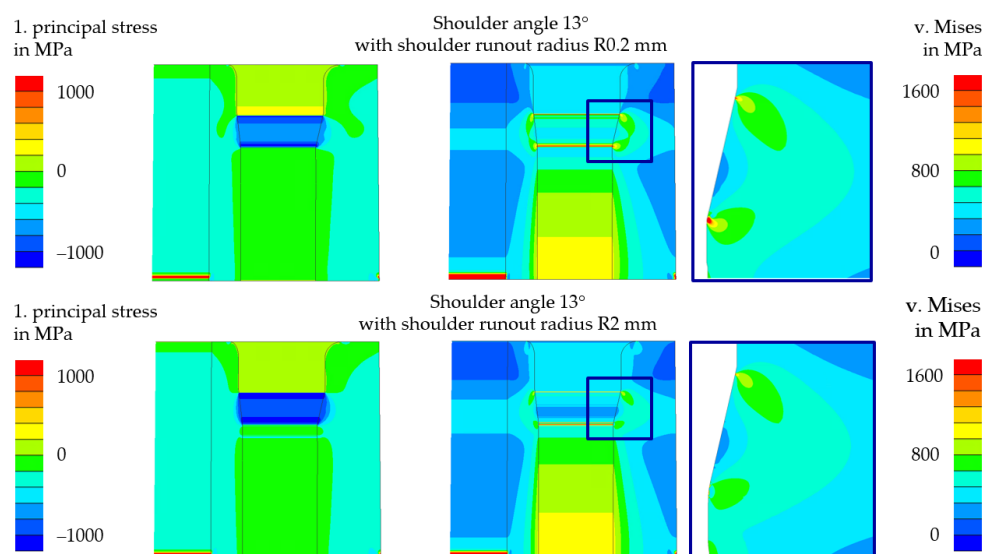 1. principal stress
in MPa
Shoulder angle 13°
with shoulder runout radius R0.2 mm
v. Mises
in MPa
1000
0
−1000
1600
800
0
1. principal stress
in MPa
Shoulder angle 13°
with shoulder runout radius R2 mm
v. Mises
in MPa
1000
0
−1000
1600
800
0